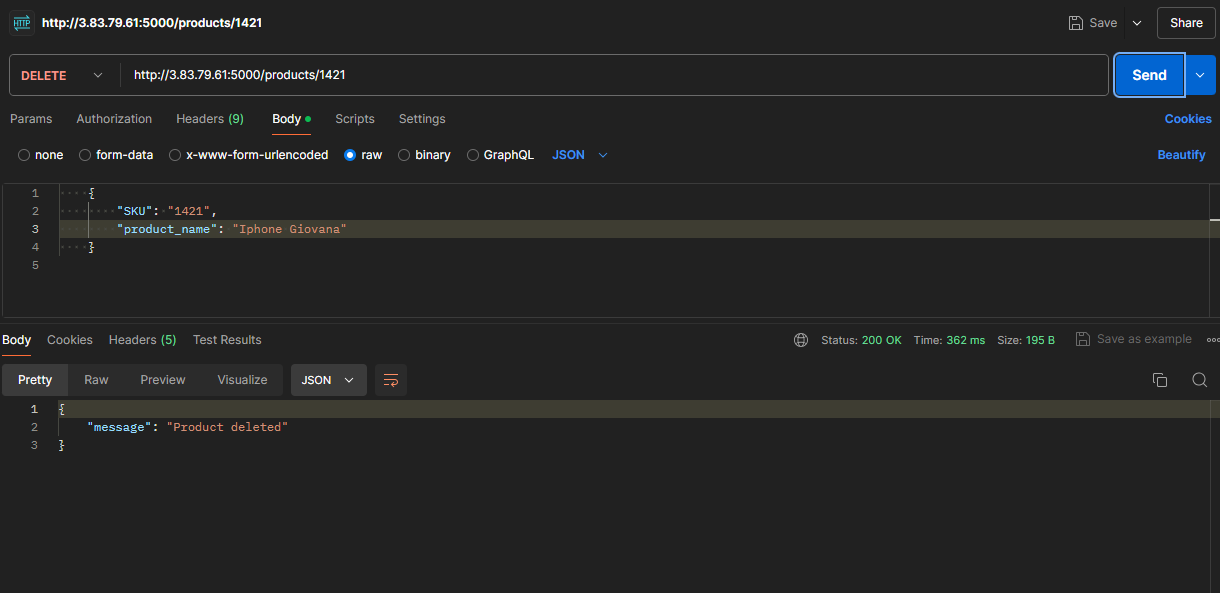 HTTP http://3.83.79.61:5000/products/1421 Save Share
DELETE http://3.83.79.61:5000/products/1421 Send
Params Authorization Headers (9) Body Scripts Settings Cookies
none form-data x-www-form-urlencoded raw binary GraphQL JSON Beautify
1 {
2 "SKU": "1421",
3 "product_name": "Iphone Giovana"
4 }
5
Body Cookies Headers (5) Test Results Status: 200 OK Time: 362 ms Size: 195 B Save as example
Pretty Raw Preview Visualize JSON
1 {
2 "message": "Product deleted"
3 }